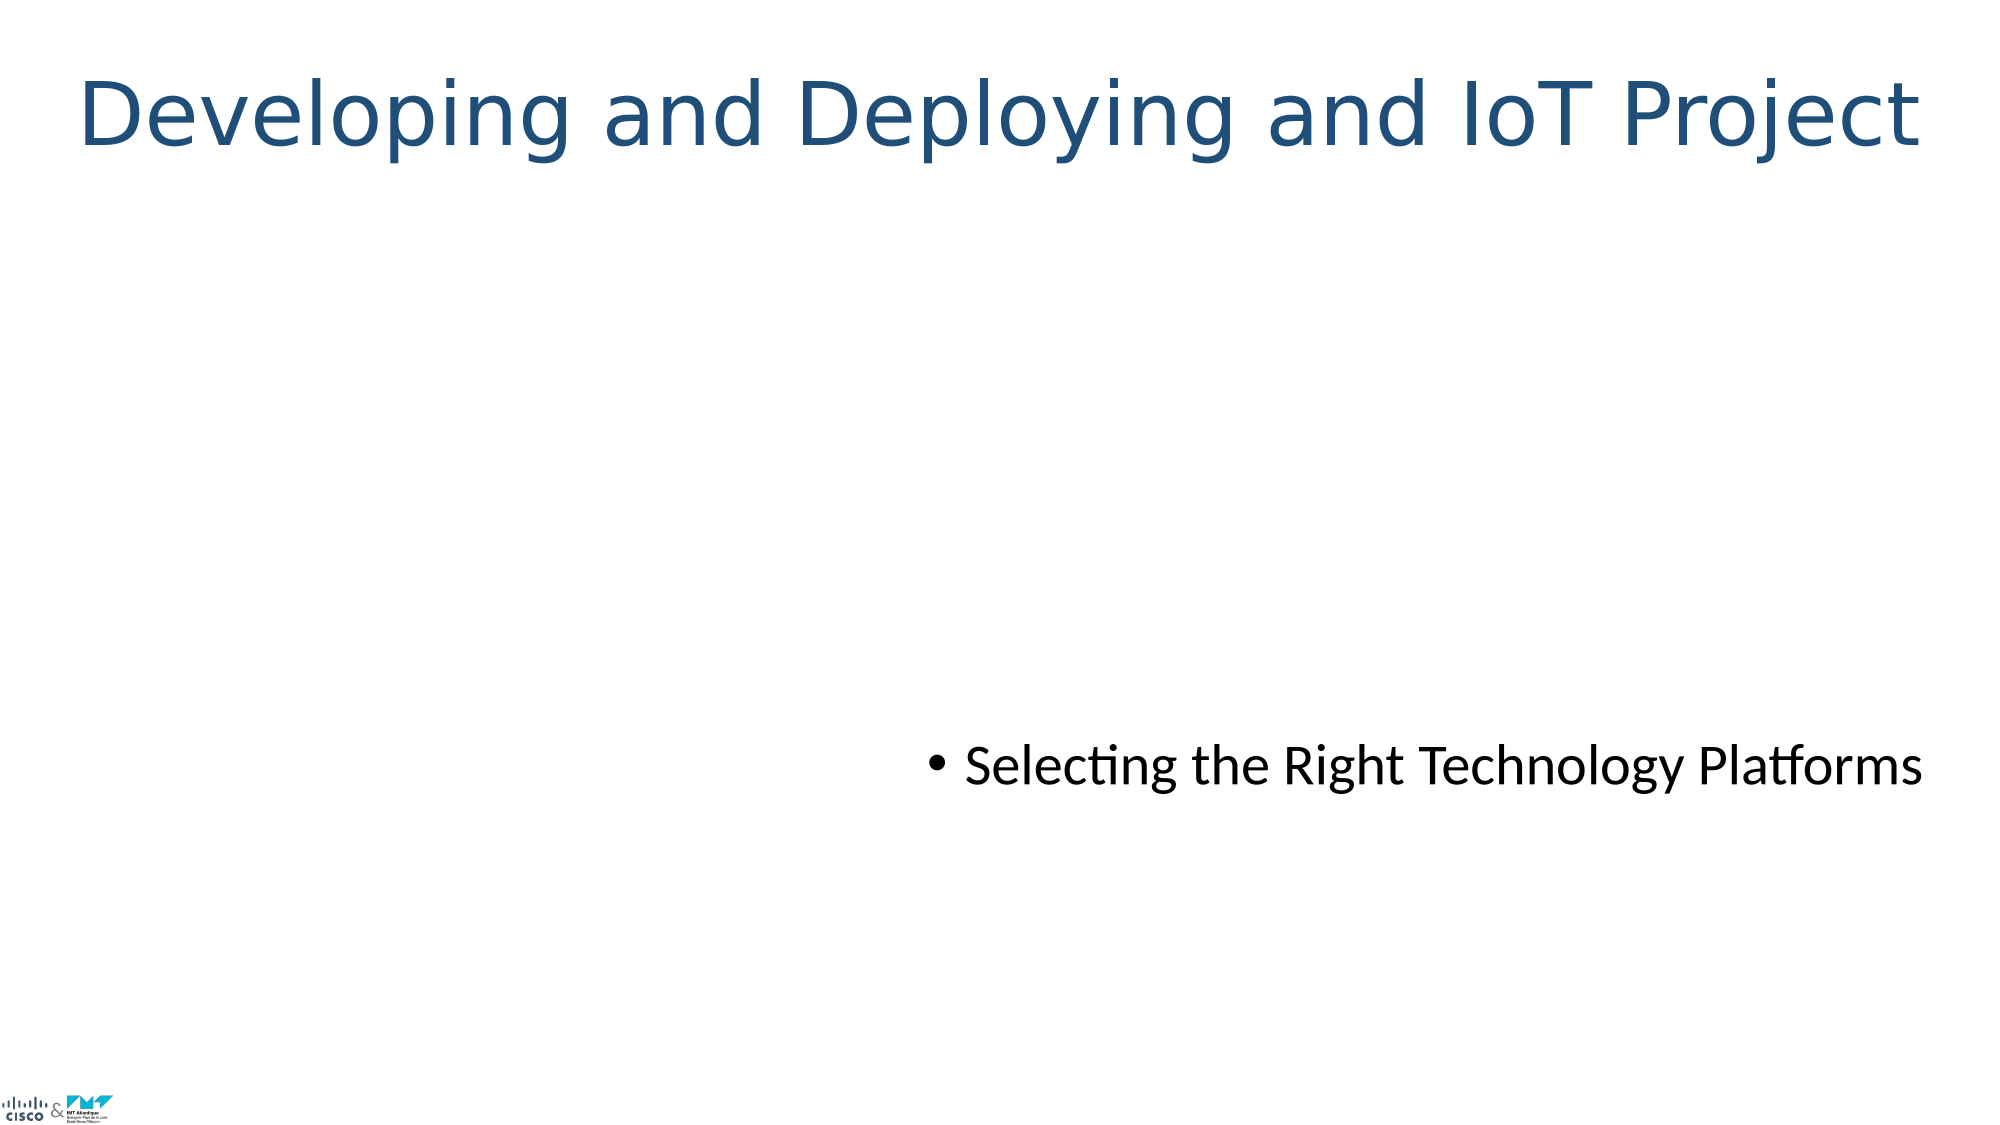 Developing and Deploying and IoT Project
• Selecting the Right Technology Platforms
CISCO & IMT Atlantique
Bretagne-Pays de la Loire
École Mines-Télécom